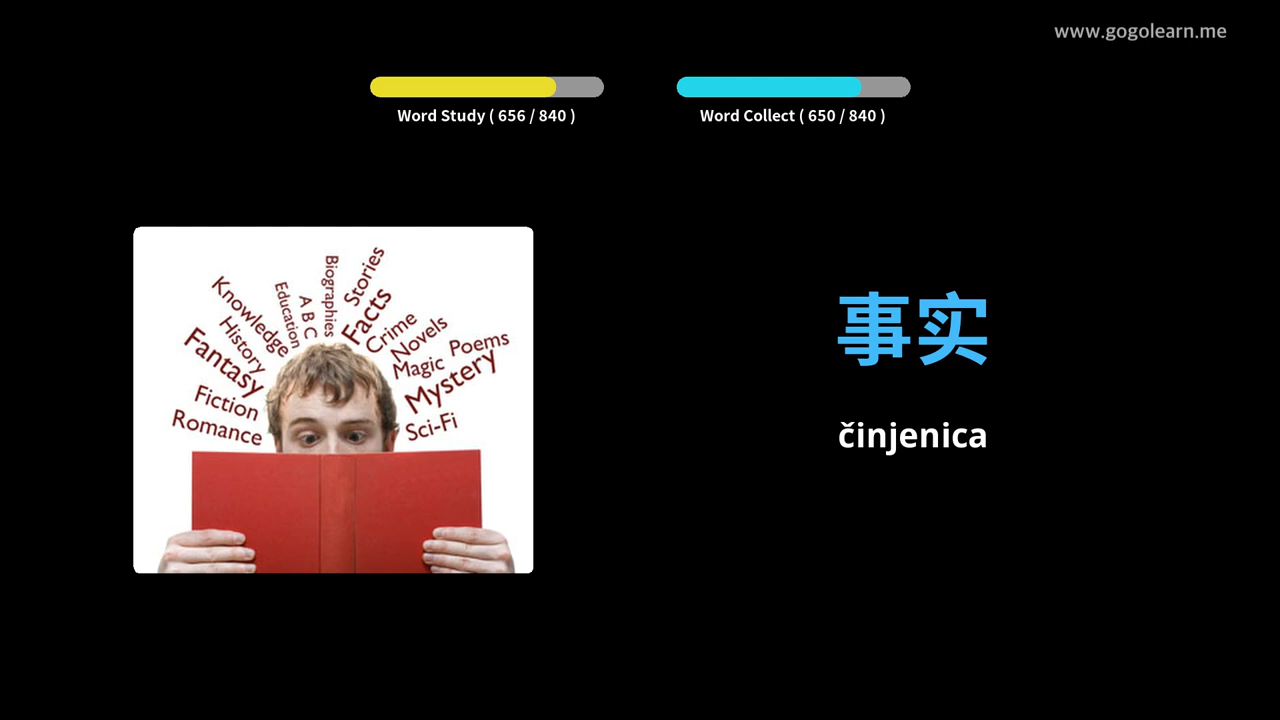 www.gogolearn.me
Word Study ( 656 / 840 )
Word Collect ( 650 / 840 )
Knowledge
History
Fantasy
Fiction
Romance
Education
A B C
Biographies
Stories
Facts
Crime
Novels
Magic
Poems
Mystery
Sci-Fi
事实
činjenica